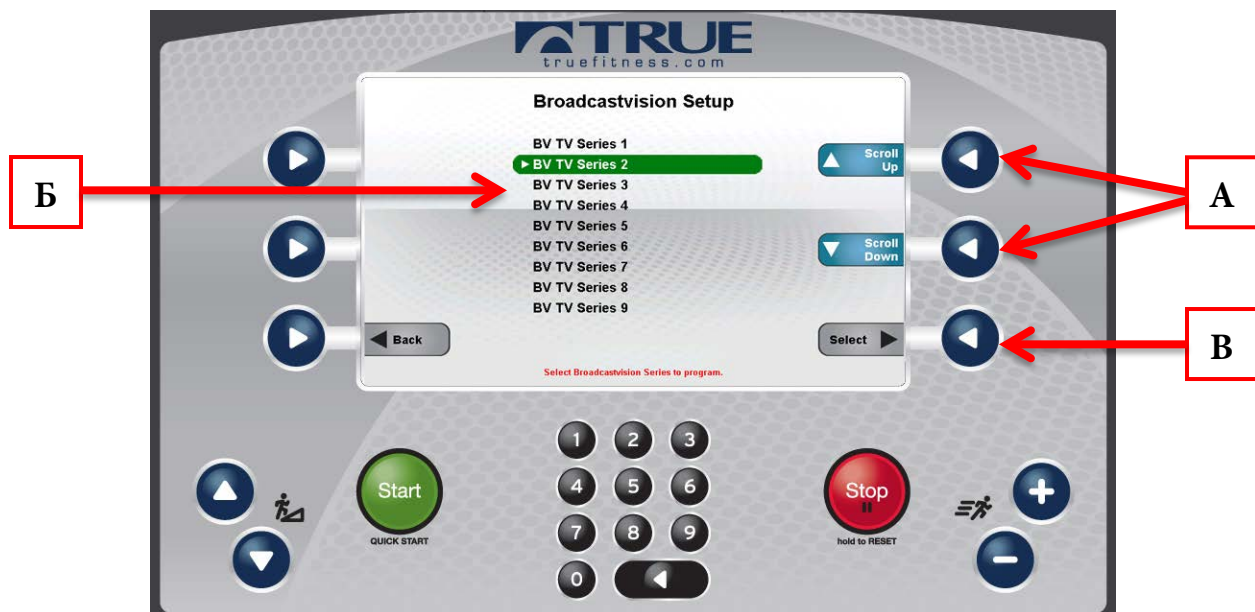 TRUE
truefitness.com
Broadcastvision Setup
BV TV Series 1
BV TV Series 2
BV TV Series 3
BV TV Series 4
BV TV Series 5
BV TV Series 6
BV TV Series 7
BV TV Series 8
BV TV Series 9
Scroll
Up
Scroll
Down
Back
Select
Select Broadcastvision Series to program.
Б
А
В
1 2 3
4 5 6
7 8 9
0
Start
QUICK START
Stop
hold to RESET